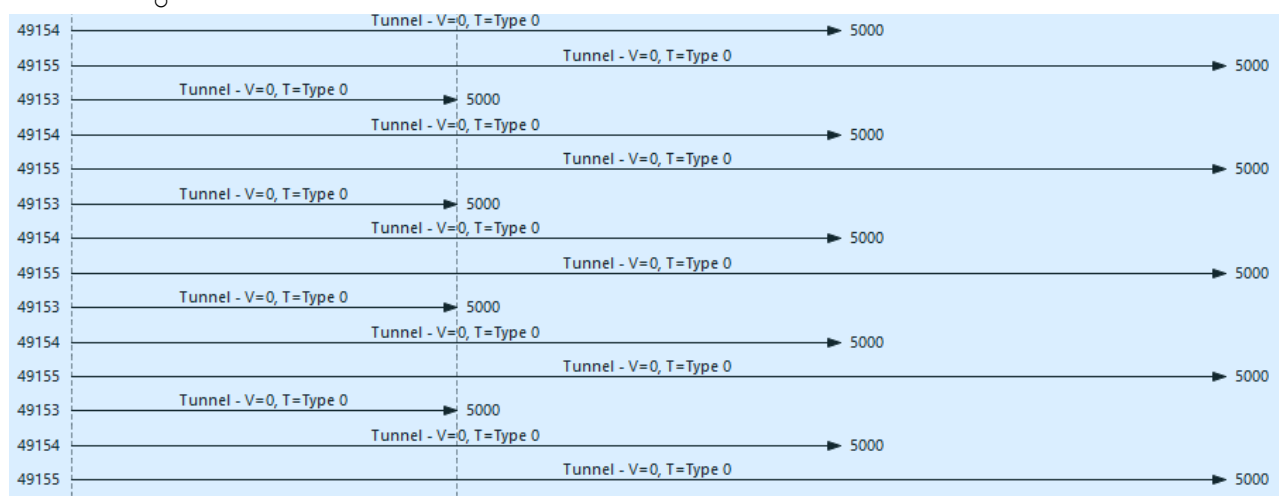 49154 Tunnel - V=0, T=Type 0 5000
49155 Tunnel - V=0, T=Type 0 5000
49153 Tunnel - V=0, T=Type 0 5000
49154 Tunnel - V=0, T=Type 0 5000
49155 Tunnel - V=0, T=Type 0 5000
49153 Tunnel - V=0, T=Type 0 5000
49154 Tunnel - V=0, T=Type 0 5000
49155 Tunnel - V=0, T=Type 0 5000
49153 Tunnel - V=0, T=Type 0 5000
49154 Tunnel - V=0, T=Type 0 5000
49155 Tunnel - V=0, T=Type 0 5000
49153 Tunnel - V=0, T=Type 0 5000
49154 Tunnel - V=0, T=Type 0 5000
49155 Tunnel - V=0, T=Type 0 5000